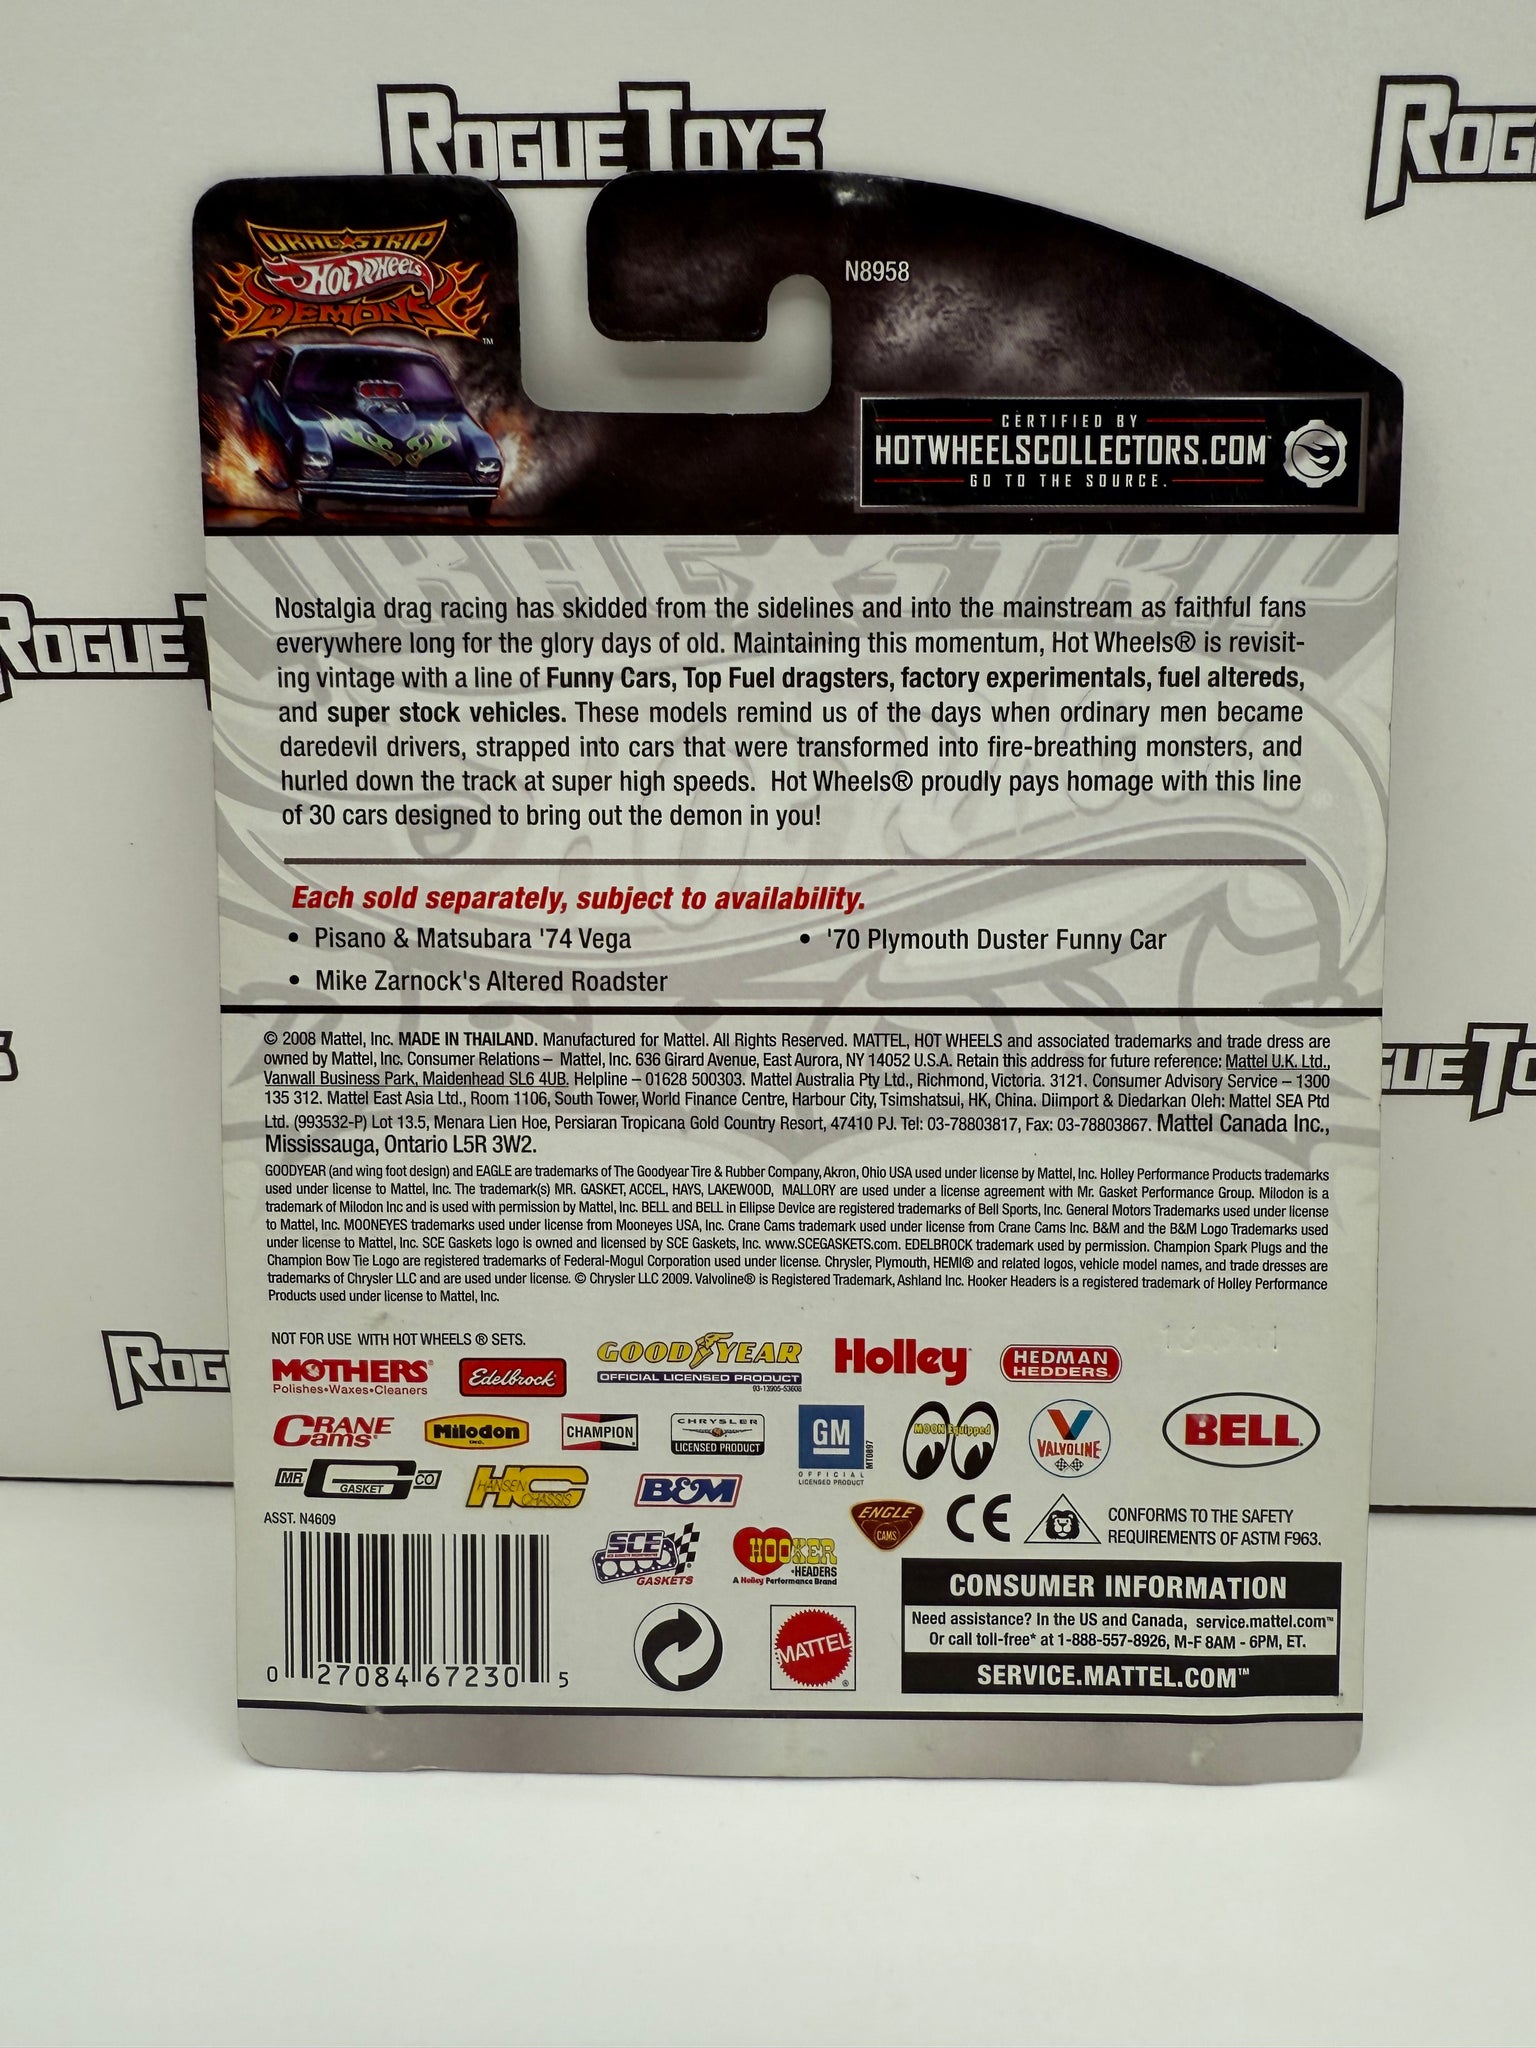 ROGUE TOYS
ROG
DRAG STRIP
HOT WHEELS
DEMONS
™
N8958
CERTIFIED BY
HOTWHEELSCOLLECTORS.COM™
GO TO THE SOURCE.
DRAG STRIP
Nostalgia drag racing has skidded from the sidelines and into the mainstream as faithful fans
everywhere long for the glory days of old. Maintaining this momentum, Hot Wheels® is revisit-
ing vintage with a line of Funny Cars, Top Fuel dragsters, factory experimentals, fuel altereds,
and super stock vehicles. These models remind us of the days when ordinary men became
daredevil drivers, strapped into cars that were transformed into fire-breathing monsters, and
hurled down the track at super high speeds. Hot Wheels® proudly pays homage with this line
of 30 cars designed to bring out the demon in you!
ROGUE
Each sold separately, subject to availability.
• Pisano & Matsubara '74 Vega
• '70 Plymouth Duster Funny Car
• Mike Zarnock's Altered Roadster
© 2008 Mattel, Inc. MADE IN THAILAND. Manufactured for Mattel. All Rights Reserved. MATTEL, HOT WHEELS and associated trademarks and trade dress are
owned by Mattel, Inc. Consumer Relations – Mattel, Inc. 636 Girard Avenue, East Aurora, NY 14052 U.S.A. Retain this address for future reference: Mattel U.K. Ltd.,
Vanwall Business Park, Maidenhead SL6 4UB. Helpline – 01628 500303. Mattel Australia Pty Ltd., Richmond, Victoria. 3121. Consumer Advisory Service – 1300
135 312. Mattel East Asia Ltd., Room 1106, South Tower, World Finance Centre, Harbour City, Tsimshatsui, HK, China. Diimport & Diedarkan Oleh: Mattel SEA Ptd
Ltd. (993532-P) Lot 13.5, Menara Lien Hoe, Persiaran Tropicana Gold Country Resort, 47410 PJ. Tel: 03-78803817, Fax: 03-78803867. Mattel Canada Inc.,
Mississauga, Ontario L5R 3W2.
GOODYEAR (and wing foot design) and EAGLE are trademarks of The Goodyear Tire & Rubber Company, Akron, Ohio USA used under license by Mattel, Inc. Holley Performance Products trademarks
used under license to Mattel, Inc. The trademark(s) MR. GASKET, ACCEL, HAYS, LAKEWOOD, MALLORY are used under a license agreement with Mr. Gasket Performance Group. Milodon is a
trademark of Milodon Inc and is used with permission by Mattel, Inc. BELL and BELL in Ellipse Device are registered trademarks of Bell Sports, Inc. General Motors Trademarks used under license
to Mattel, Inc. MOONEYES trademarks used under license from Mooneyes USA, Inc. Crane Cams trademark used under license from Crane Cams Inc. B&M and the B&M Logo Trademarks used
under license to Mattel, Inc. SCE Gaskets logo is owned and licensed by SCE Gaskets, Inc. www.SCEGASKETS.com. EDELBROCK trademark used by permission. Champion Spark Plugs and the
Champion Bow Tie Logo are registered trademarks of Federal-Mogul Corporation used under license. Chrysler, Plymouth, HEMI® and related logos, vehicle model names, and trade dresses are
trademarks of Chrysler LLC and are used under license. © Chrysler LLC 2009. Valvoline® is Registered Trademark, Ashland Inc. Hooker Headers is a registered trademark of Holley Performance
Products used under license to Mattel, Inc.
UE TO
ROG
NOT FOR USE WITH HOT WHEELS ® SETS.
MOTHERS®
Polishes•Waxes•Cleaners
Edelbrock
GOODYEAR
OFFICIAL LICENSED PRODUCT
93-13905-53608
Holley
HEDMAN
HEDDERS
CRANE
Cams
Milodon
INC.
CHAMPION
CHRYSLER
LICENSED PRODUCT
GM
OFFICIAL
LICENSED PRODUCT
MT0897
MOON Equipped
VALVOLINE
BELL
MR. GASKET CO
HC
HANSEN
CHASSIS
B&M
ENGLE
CAMS
CE
CONFORMS TO THE SAFETY
REQUIREMENTS OF ASTM F963.
ASST. N4609
SCE
GASKETS
HOOKER
•HEADERS
A Holley Performance Brand
0 27084 67230 5
MATTEL
®
CONSUMER INFORMATION
Need assistance? In the US and Canada, service.mattel.com™
Or call toll-free* at 1-888-557-8926, M-F 8AM - 6PM, ET.
SERVICE.MATTEL.COM™